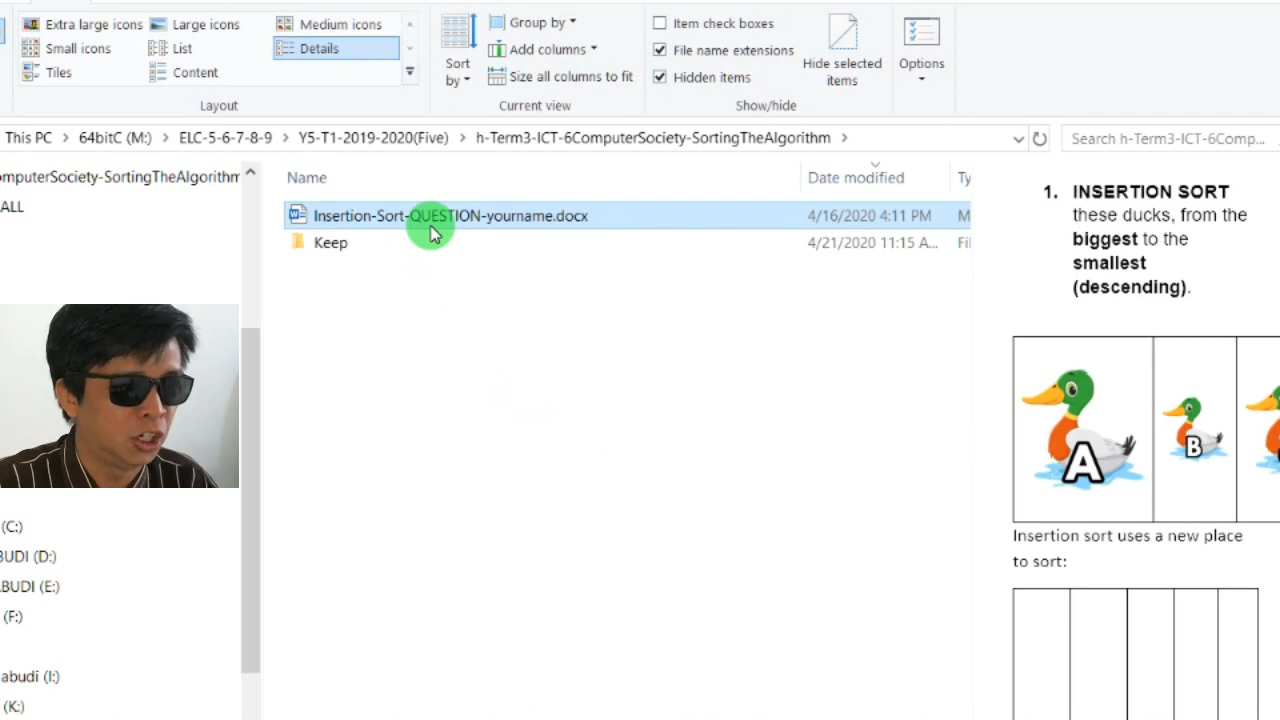 Extra large icons
Large icons
Medium icons
Small icons
List
Details
Tiles
Content
Layout
Sort by
Group by
Add columns
Size all columns to fit
Current view
Item check boxes
File name extensions
Hidden items
Hide selected
items
Show/hide
Options
This PC > 64bitC (M:) > ELC-5-6-7-8-9 > Y5-T1-2019-2020(Five) > h-Term3-ICT-6ComputerSociety-SortingTheAlgorithm >
Search h-Term3-ICT-6Comp...
omputerSociety-SortingTheAlgorithm
ALL
(C:)
BUDI (D:)
ABUDI (E:)
(F:)
abudi (I:)
(K:)
Name
Date modified
Ty
Insertion-Sort-QUESTION-yourname.docx
4/16/2020 4:11 PM
M
Keep
4/21/2020 11:15 A...
Fil
1. INSERTION SORT
these ducks, from the
biggest to the
smallest
(descending).
A
B
Insertion sort uses a new place
to sort: